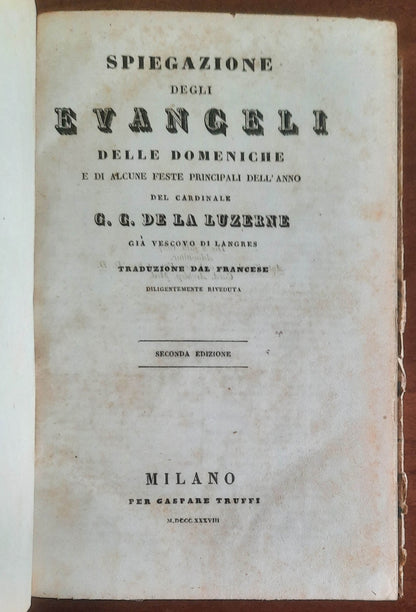 SPIEGAZIONE
DEGLI
EVANGELI
DELLE DOMENICHE
E DI ALCUNE FESTE PRINCIPALI DELL'ANNO
DEL CARDINALE
G. G. DE LA LUZERNE
GIÀ VESCOVO DI LANGRES
TRADUZIONE DAL FRANCESE
DILIGENTEMENTE RIVEDUTA
SECONDA EDIZIONE
MILANO
PER GASPARE TRUFFI
M.DCCC.XXXVIII